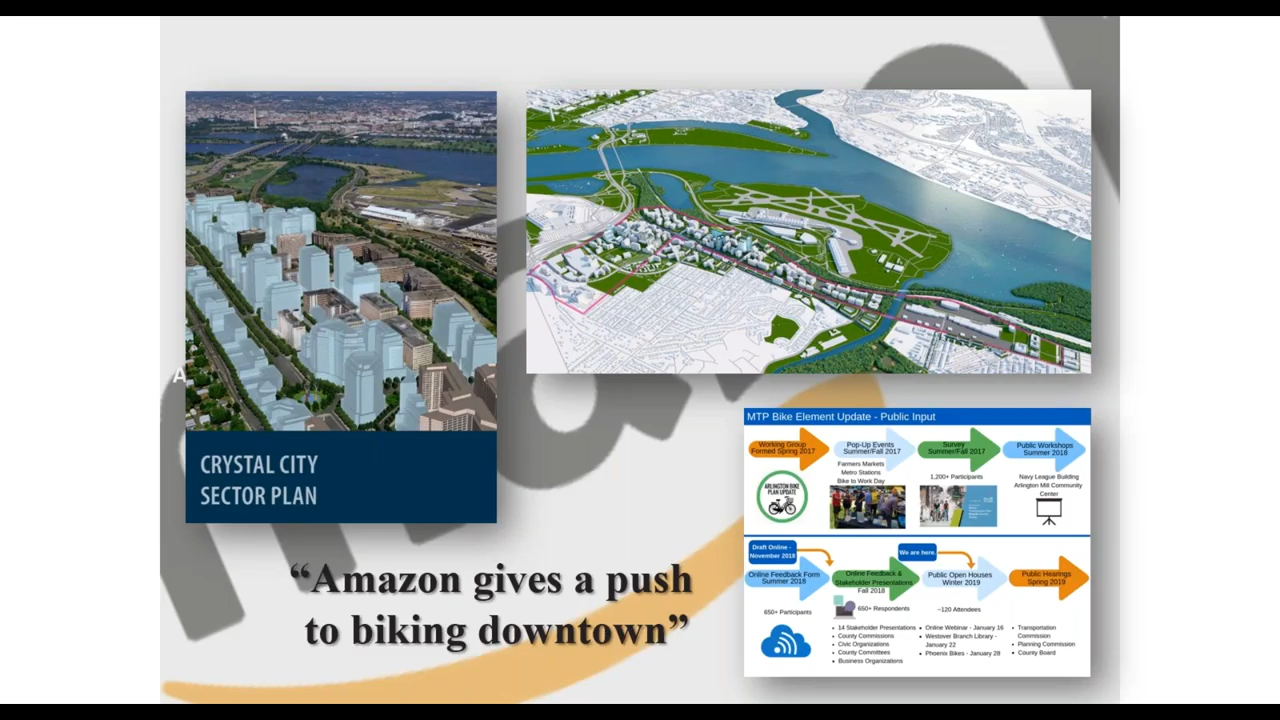 A
CRYSTAL CITY
SECTOR PLAN
“Amazon gives a push
to biking downtown”
MTP Bike Element Update - Public Input
Working Group
Formed Spring 2017
ARLINGTON BIKE
PLAN UPDATE
Pop-Up Events
Summer/Fall 2017
Farmers Markets
Metro Stations
Bike to Work Day
Survey
Summer/Fall 2017
1,200+ Participants
Public Workshops
Summer 2018
Navy League Building
Arlington Mill Community
Center
Draft Online -
November 2018
We are here.
Online Feedback Form
Summer 2018
650+ Participants
Online Feedback &
Stakeholder Presentations
Fall 2018
650+ Respondents
• 14 Stakeholder Presentations
• County Commissions
• Civic Organizations
• County Committees
• Business Organizations
Public Open Houses
Winter 2019
~120 Attendees
• Online Webinar - January 16
• Westover Branch Library -
January 22
• Phoenix Bikes - January 28
Public Hearings
Spring 2019
• Transportation
Commission
• Planning Commission
• County Board